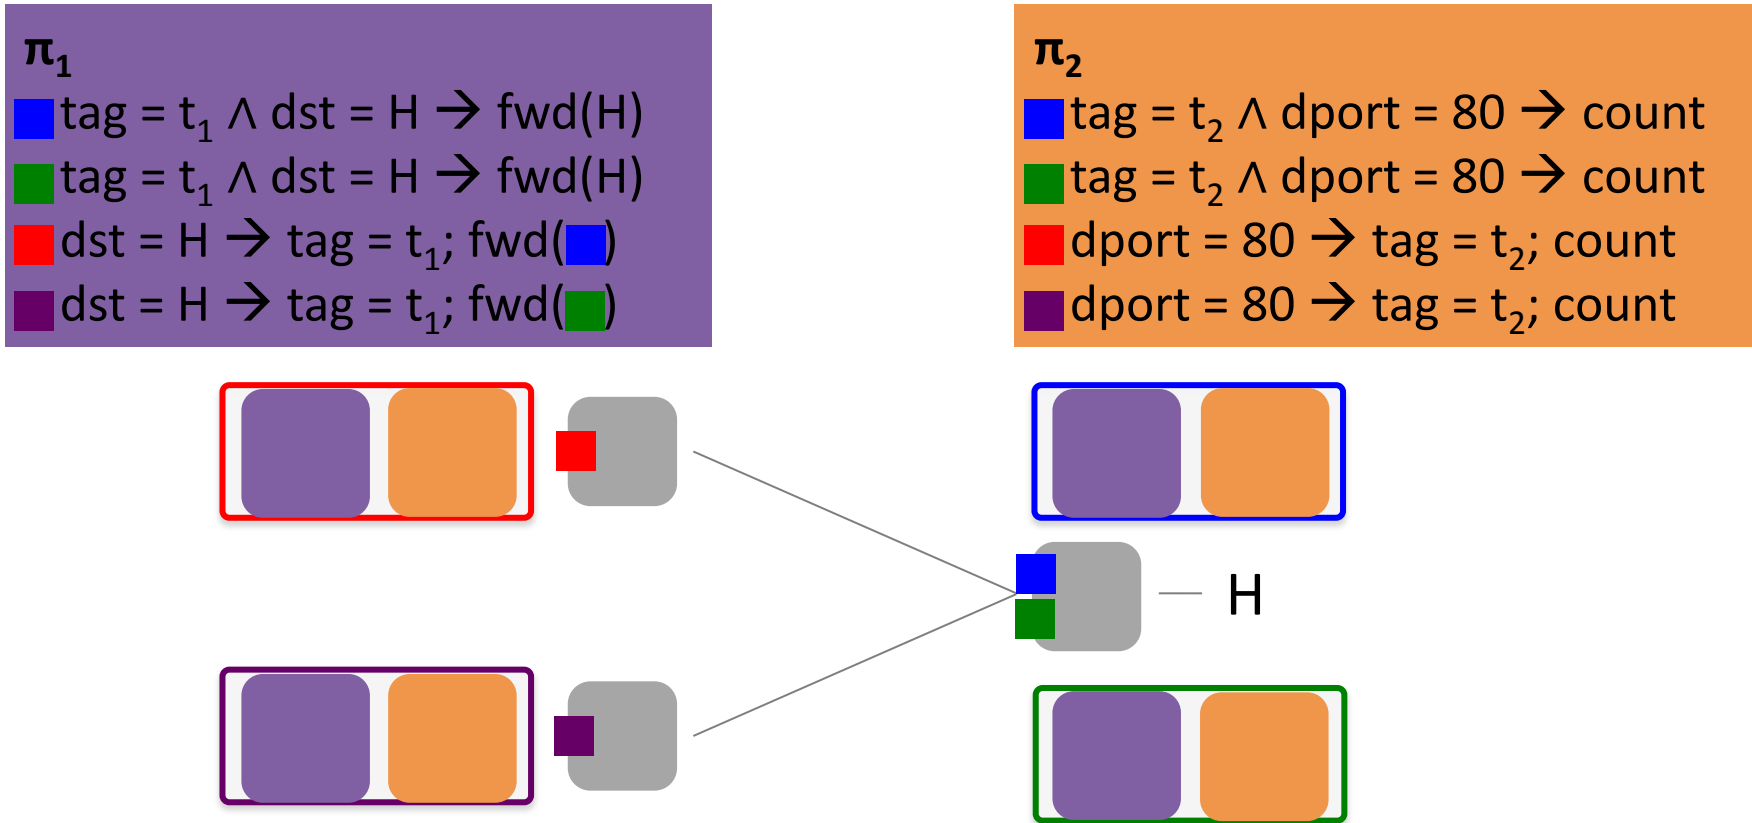 π₁
tag = t₁ ∧ dst = H → fwd(H)
tag = t₁ ∧ dst = H → fwd(H)
dst = H → tag = t₁; fwd( )
dst = H → tag = t₁; fwd( )
π₂
tag = t₂ ∧ dport = 80 → count
tag = t₂ ∧ dport = 80 → count
dport = 80 → tag = t₂; count
dport = 80 → tag = t₂; count
H